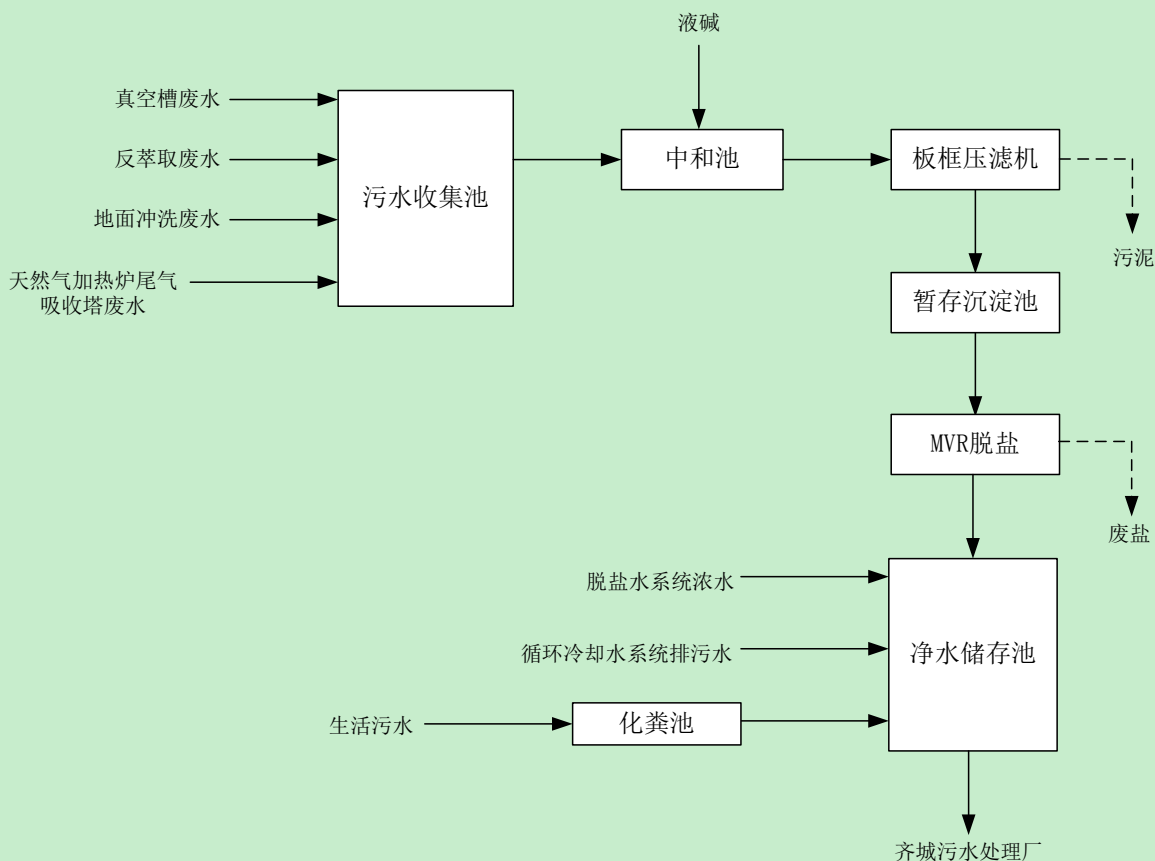 液碱
真空槽废水
反萃取废水
地面冲洗废水
天然气加热炉尾气
吸收塔废水
污水收集池
中和池
板框压滤机
污泥
暂存沉淀池
MVR脱盐
废盐
脱盐水系统浓水
循环冷却水系统排污水
生活污水
化粪池
净水储存池
齐城污水处理厂